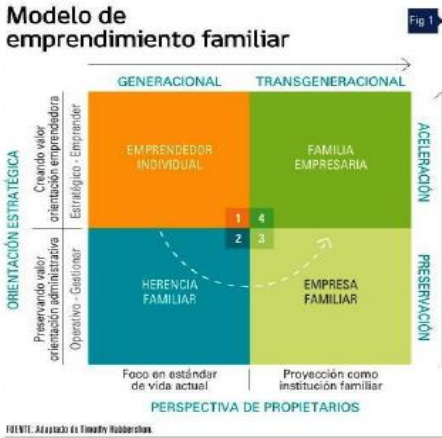 Modelo de
emprendimiento familiar
Fig 1
GENERACIONAL
TRANSGENERACIONAL
ORIENTACIÓN ESTRATÉGICA
Creando valor
orientación emprendedora
Estratégico - Emprender
Preservando valor
orientación administrativa
Operativo - Gestionar
EMPRENDEDOR
INDIVIDUAL
FAMILIA
EMPRESARIA
1
4
2
3
HERENCIA
FAMILIAR
EMPRESA
FAMILIAR
ACELERACIÓN
PRESERVACIÓN
Foco en estándar
de vida actual
Proyección como
institución familiar
PERSPECTIVA DE PROPIETARIOS
FUENTE: Adaptado de Timothy Habbershon.